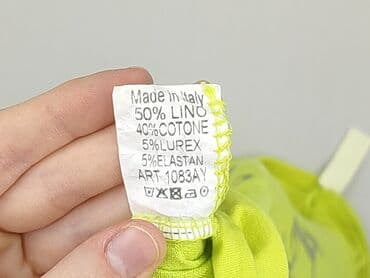 Made in Italy
50% LINO
40%COTONE
5%LUREX
5%ELASTAN
ART 1083AY